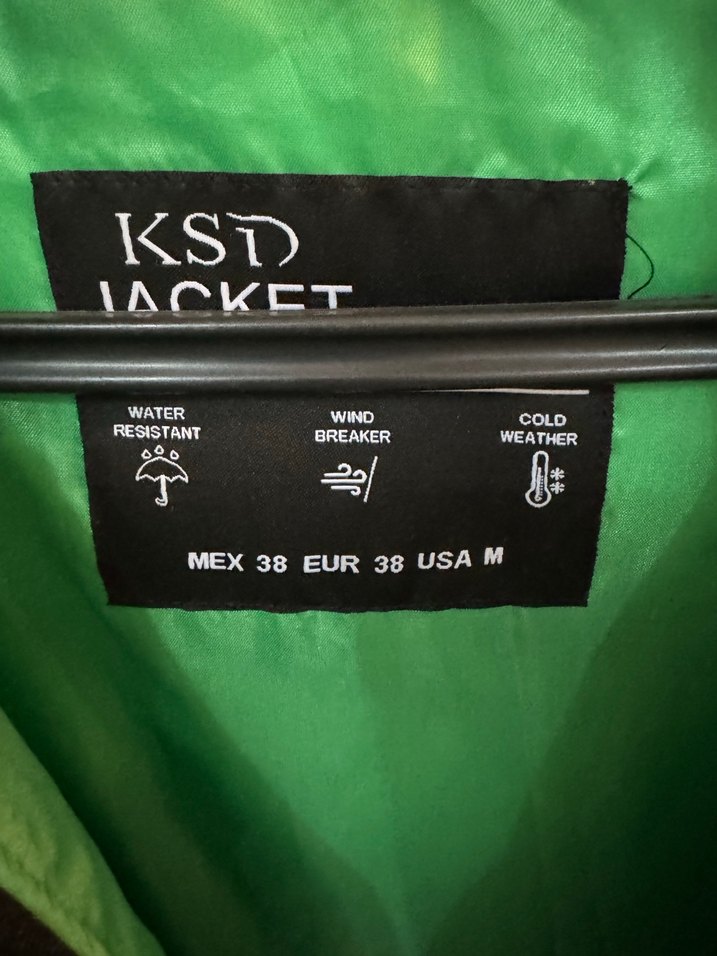 KSD
JACKET
WATER
RESISTANT
WIND
BREAKER
COLD
WEATHER
MEX 38 EUR 38 USA M